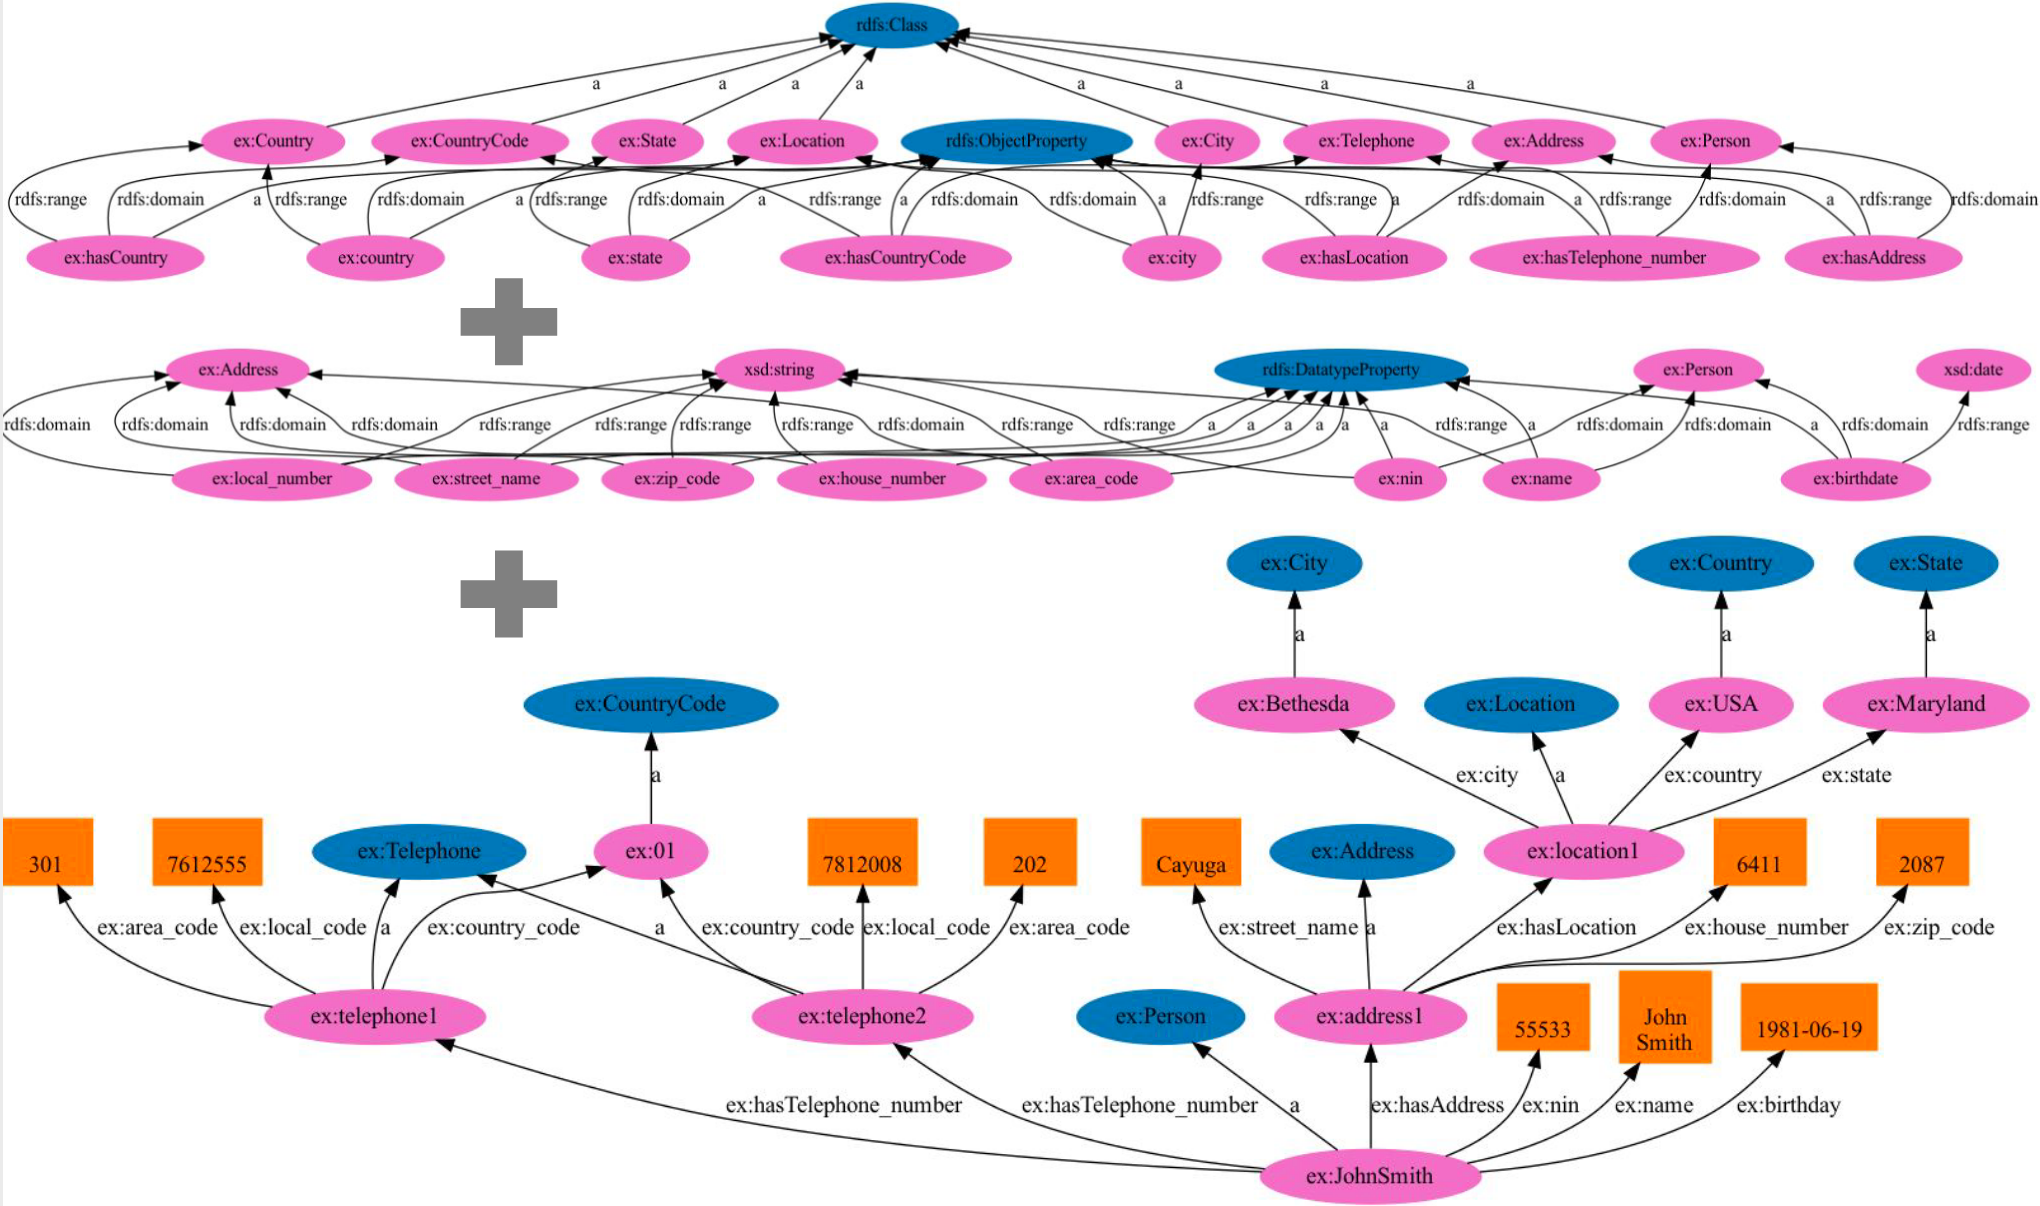 rdfs:Class
a a a a a a a a
ex:Country ex:CountryCode ex:State ex:Location rdfs:ObjectProperty ex:City ex:Telephone ex:Address ex:Person
rdfs:range rdfs:domain a rdfs:range rdfs:domain a rdfs:range rdfs:domain a rdfs:range a rdfs:domain rdfs:domain a rdfs:range rdfs:range a rdfs:domain rdfs:range rdfs:domain a rdfs:range rdfs:domain
ex:hasCountry ex:country ex:state ex:hasCountryCode ex:city ex:hasLocation ex:hasTelephone_number ex:hasAddress
ex:Address xsd:string rdfs:DatatypeProperty ex:Person xsd:date
rdfs:domain rdfs:domain rdfs:domain rdfs:domain rdfs:range rdfs:range rdfs:range rdfs:range rdfs:domain rdfs:range rdfs:range a a a a a a rdfs:range a rdfs:domain rdfs:domain a rdfs:domain rdfs:range
ex:local_number ex:street_name ex:zip_code ex:house_number ex:area_code ex:nin ex:name ex:birthdate
ex:City ex:Country ex:State
a a a
ex:CountryCode ex:Bethesda ex:Location ex:USA ex:Maryland
a ex:city a ex:country ex:state
301 7612555 ex:Telephone ex:01 7812008 202 Cayuga ex:Address ex:location1 6411 2087
ex:area_code ex:local_code a ex:country_code a ex:country_code ex:local_code ex:area_code ex:street_name a ex:hasLocation ex:house_number ex:zip_code
ex:telephone1 ex:telephone2 ex:Person ex:address1 55533 John
Smith 1981-06-19
ex:hasTelephone_number ex:hasTelephone_number a ex:hasAddress ex:nin ex:name ex:birthday
ex:JohnSmith